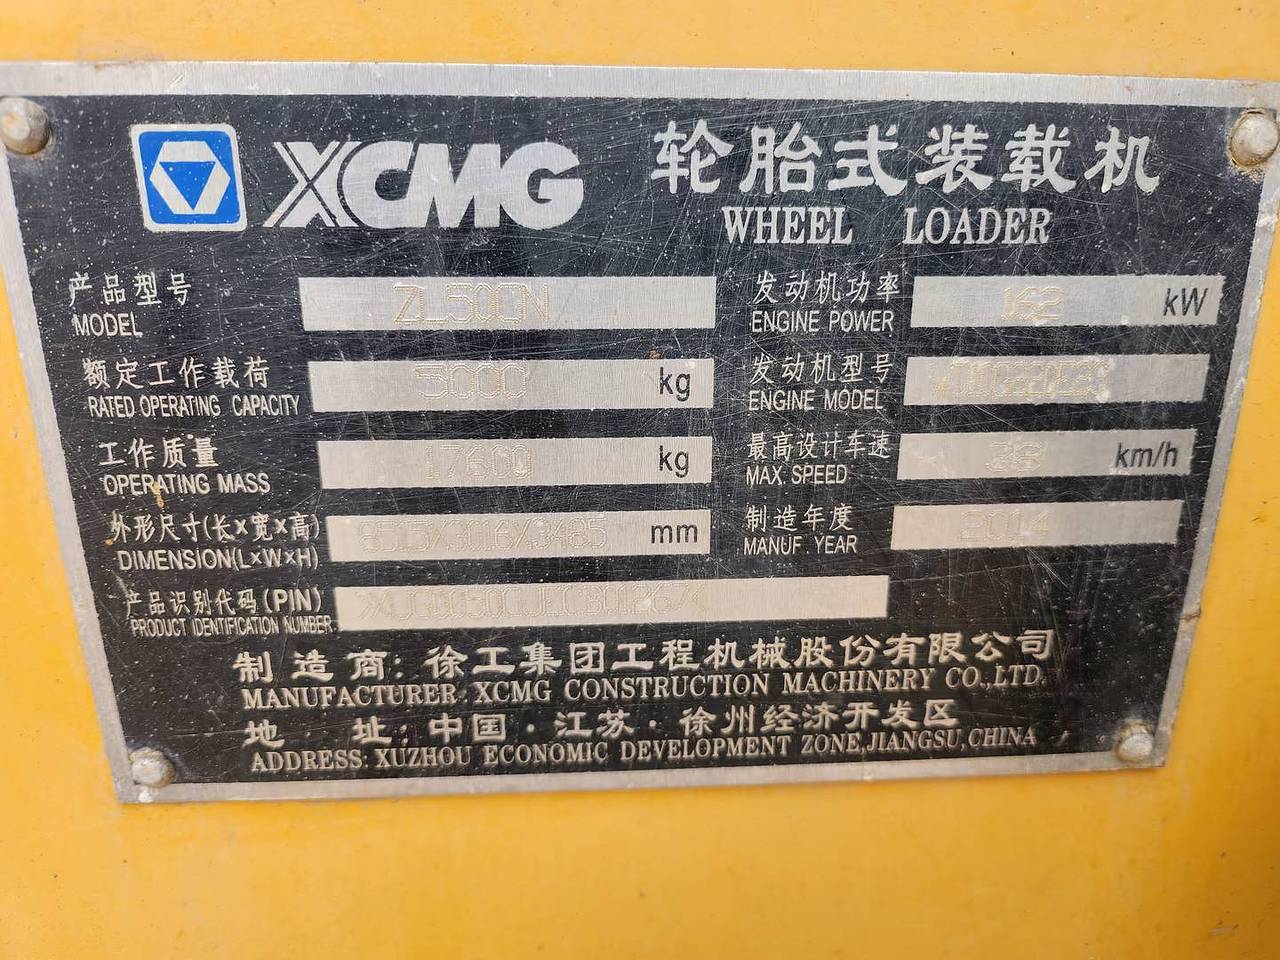 XCMG 轮胎式装载机
WHEEL LOADER
产品型号 ZL50GN
MODEL
额定工作载荷 5000 kg
RATED OPERATING CAPACITY
工作质量 17600 kg
OPERATING MASS
外形尺寸(长×宽×高) 8515X3016X3485 mm
DIMENSION(L×W×H)
产品识别代码(PIN)
PRODUCT IDENTIFICATION NUMBER
发动机功率 162 kW
ENGINE POWER
发动机型号
ENGINE MODEL
最高设计车速 38 km/h
MAX. SPEED
制造年度 2014
MANUF. YEAR
制造商:徐工集团工程机械股份有限公司
MANUFACTURER:XCMG CONSTRUCTION MACHINERY CO.,LTD.
地 址:中国·江苏·徐州经济开发区
ADDRESS: XUZHOU ECONOMIC DEVELOPMENT ZONE,JIANGSU,CHINA